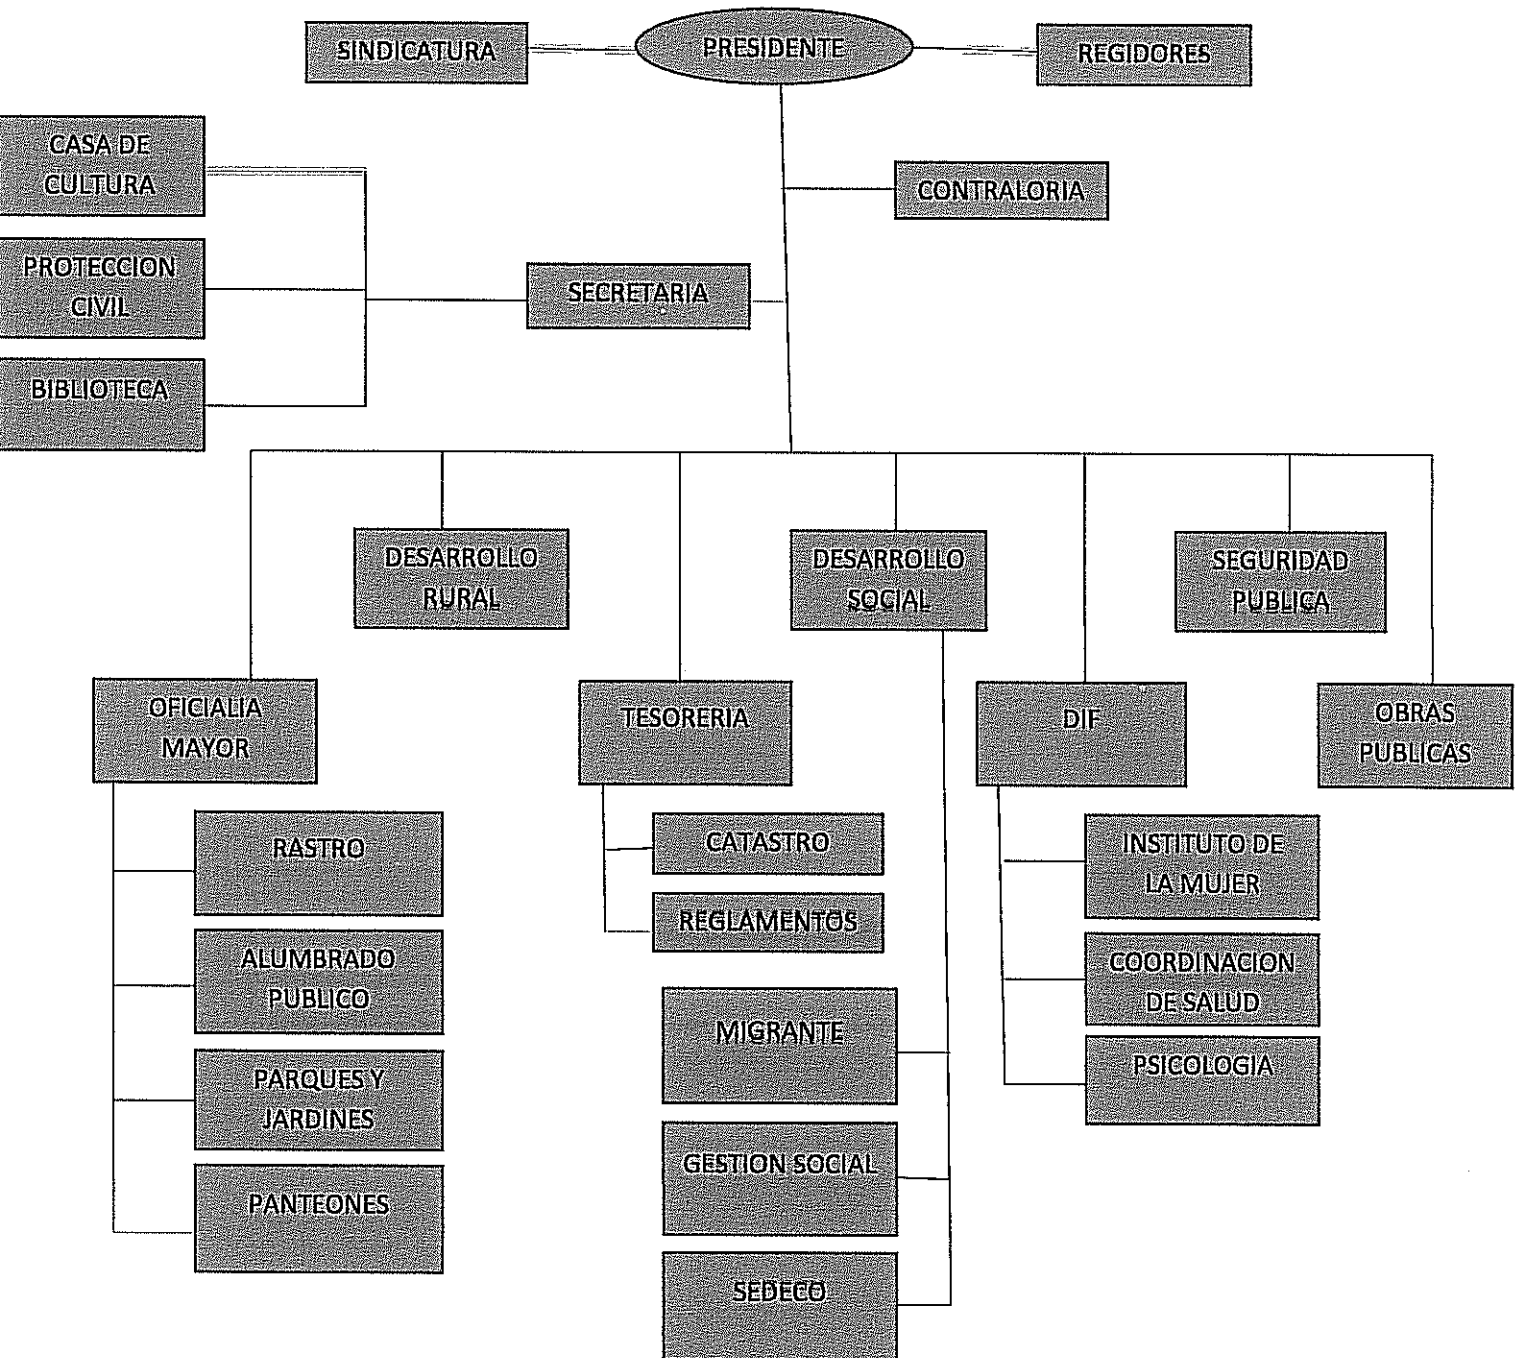 SINDICATURA
PRESIDENTE
REGIDORES
CASA DE
CULTURA
CONTRALORIA
PROTECCION
CIVIL
SECRETARIA
BIBLIOTECA
DESARROLLO
RURAL
DESARROLLO
SOCIAL
SEGURIDAD
PUBLICA
OFICIALIA
MAYOR
TESORERIA
DIF
OBRAS
PUBLICAS
RASTRO
CATASTRO
INSTITUTO DE
LA MUJER
REGLAMENTOS
ALUMBRADO
PUBLICO
COORDINACION
DE SALUD
MIGRANTE
PSICOLOGIA
PARQUES Y
JARDINES
GESTION SOCIAL
PANTEONES
SEDECO